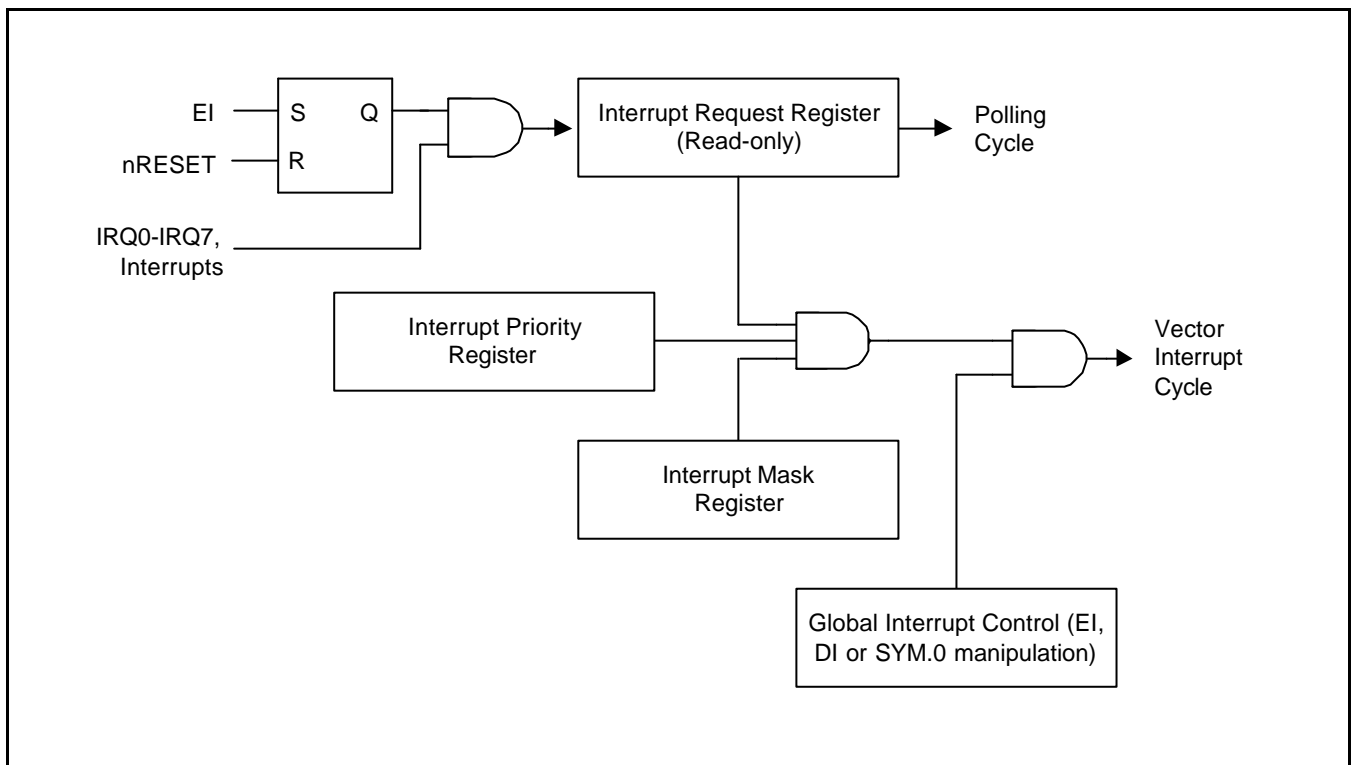 EI
S
Q
nRESET
R
IRQ0-IRQ7,
Interrupts
Interrupt Request Register
(Read-only)
Polling
Cycle
Interrupt Priority
Register
Vector
Interrupt
Cycle
Interrupt Mask
Register
Global Interrupt Control (EI,
DI or SYM.0 manipulation)